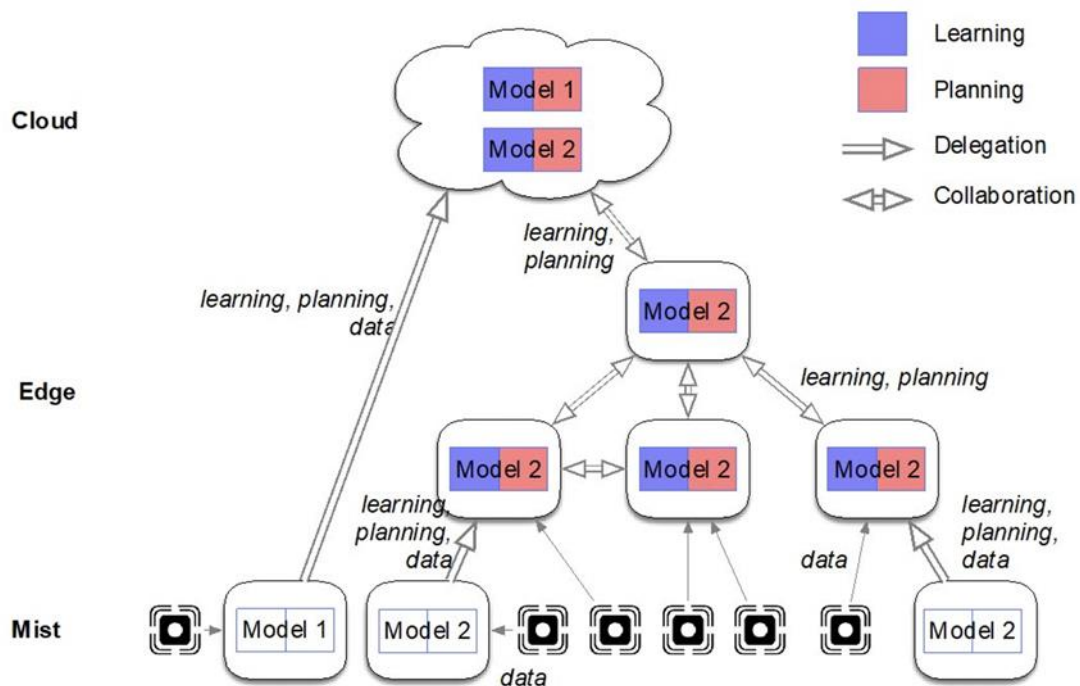 Learning
Model 1
Planning
Cloud
Model 2
Delegation
Collaboration
learning,
planning
learning, planning,
data
Model 2
Edge
learning, planning
Model 2
Model 2
Model 2
learning,
planning,
data
learning,
planning,
data
data
Mist
Model 1
Model 2
Model 2
data